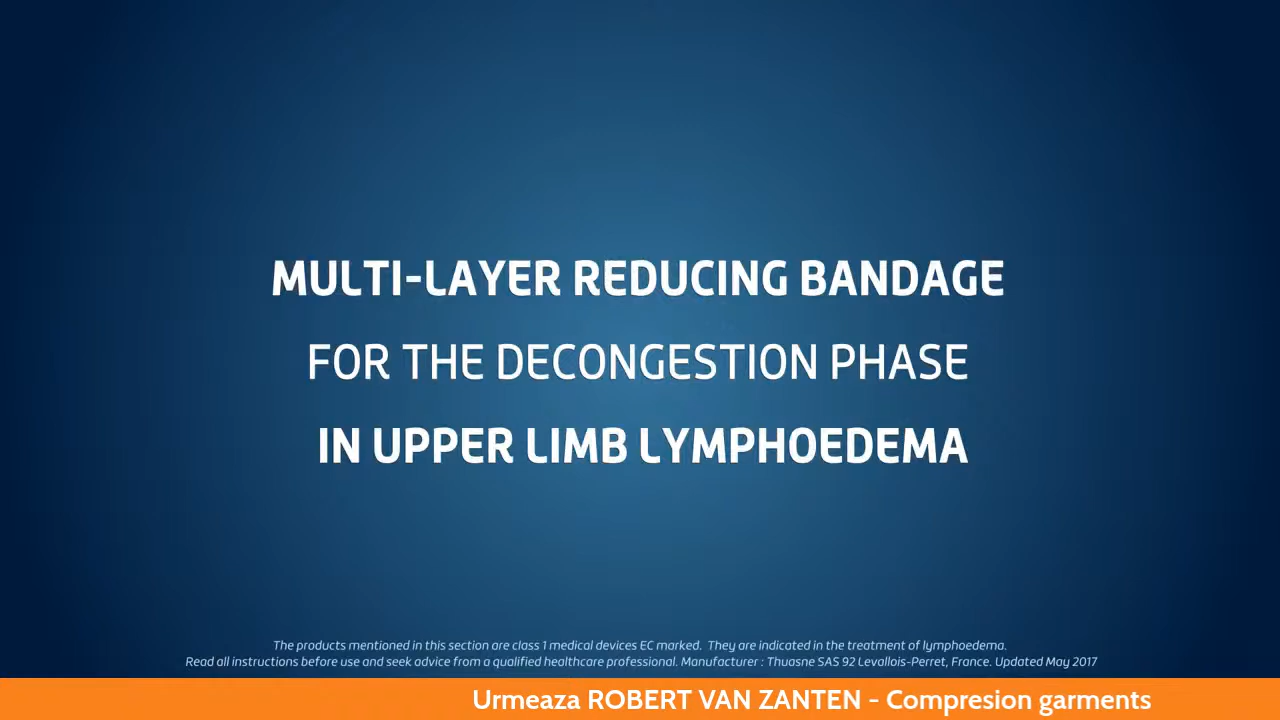 MULTI-LAYER REDUCING BANDAGE
FOR THE DECONGESTION PHASE
IN UPPER LIMB LYMPHOEDEMA
The products mentioned in this section are class 1 medical devices EC marked. They are indicated in the treatment of lymphoedema.
Read all instructions before use and seek advice from a qualified healthcare professional. Manufacturer : Thuasne SAS 92 Levallois-Perret, France. Updated May 2017
Urmeaza ROBERT VAN ZANTEN - Compresion garments